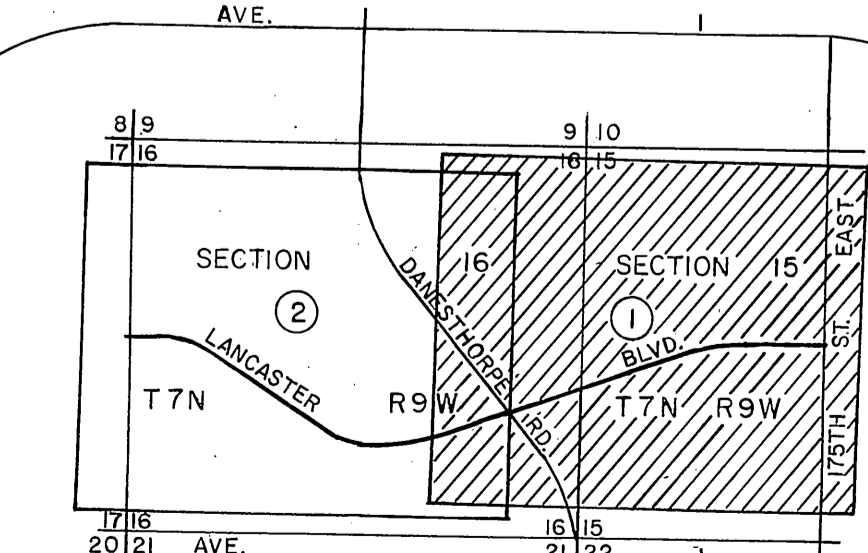 AVE.
8 9
9 10
17 16
16 15
EAST
SECTION
16
SECTION 15
DANESTHORPE RD.
2
1
ST.
LANCASTER
BLVD.
T7N R9W
T7N R9W
175TH
17 16
16 15
20 21 AVE.
21 22